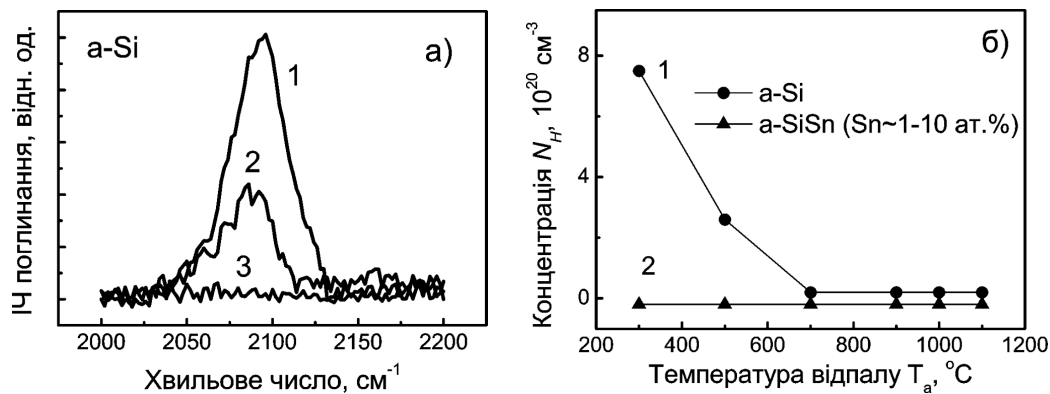 a-Si
а)
1
2
3
ІЧ поглинання, відн. од.
2000 2050 2100 2150 2200
Хвильове число, см⁻¹
б)
1
a-Si
a-SiSn (Sn~1-10 ат.%)
2
Концентрація N_H, 10²⁰ см⁻³
8
4
0
200 400 600 800 1000 1200
Температура відпалу Tₐ, °C